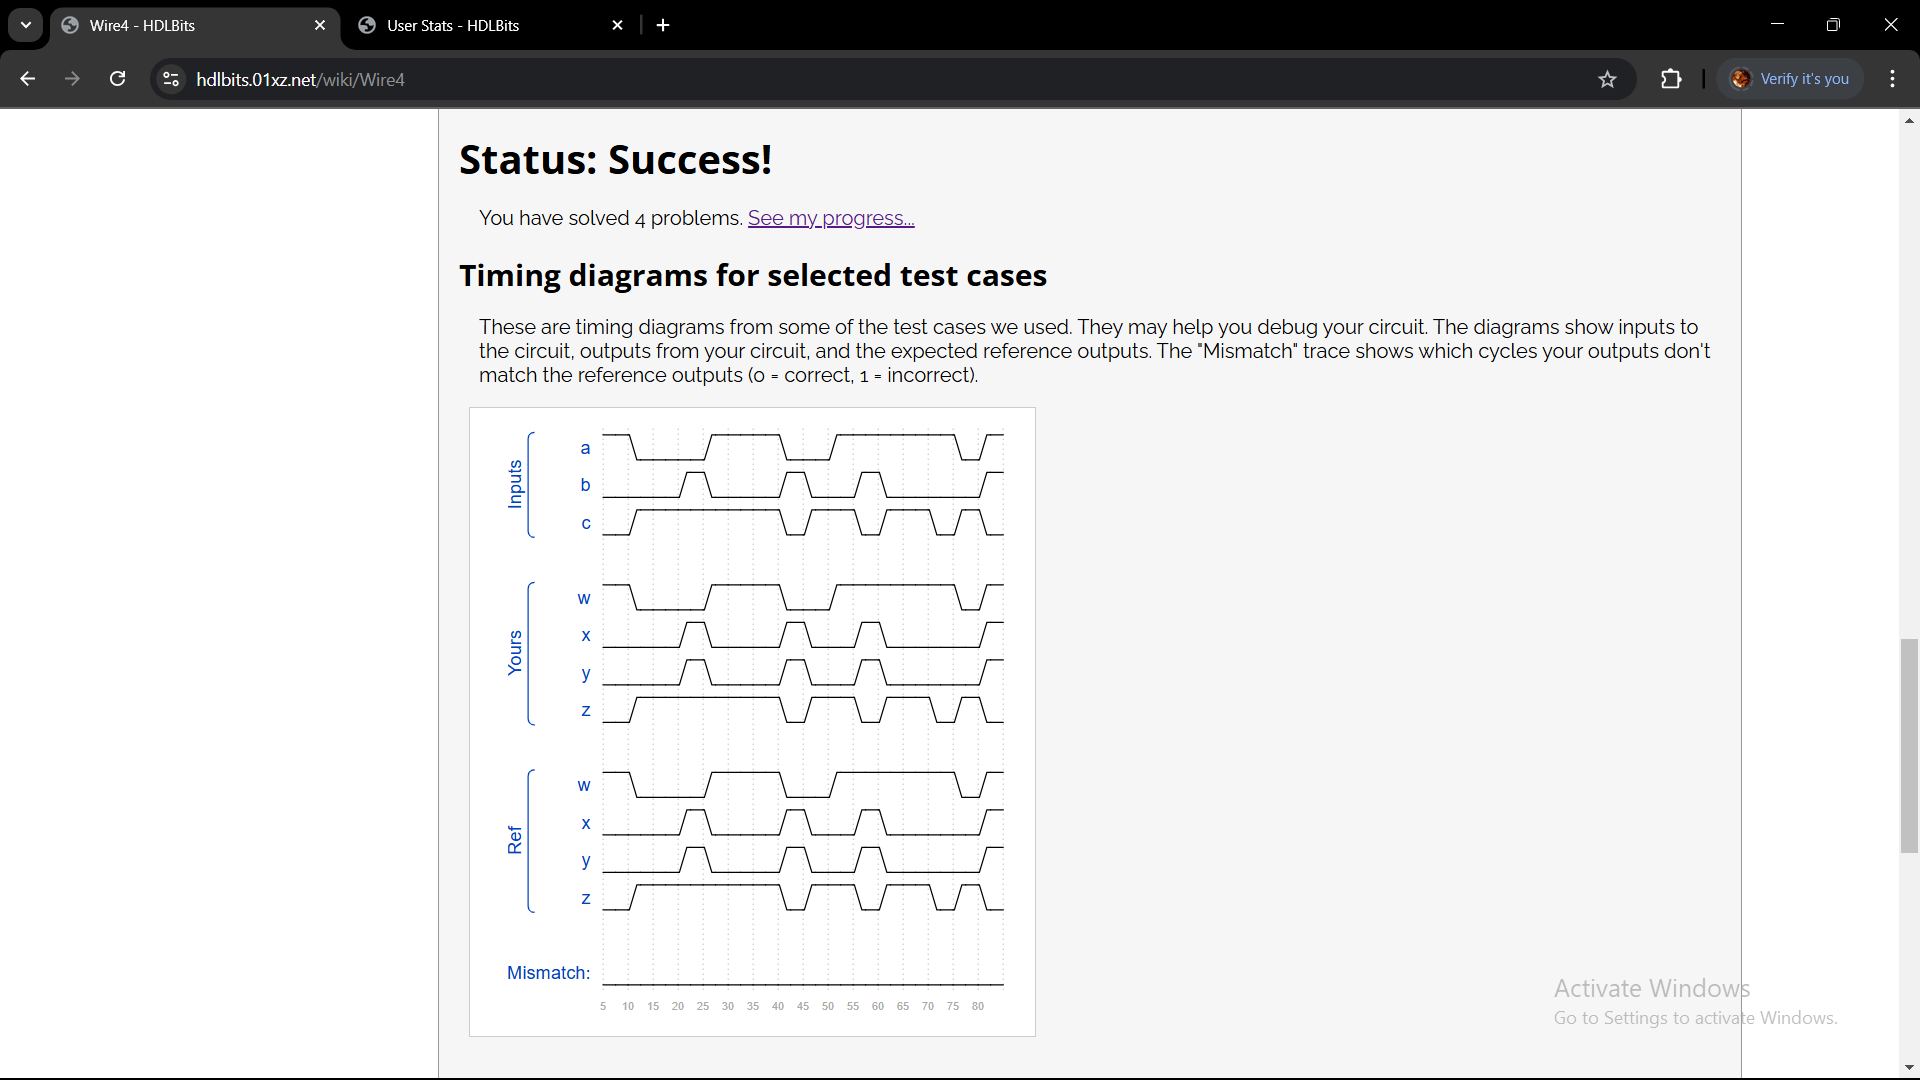 Wire4 - HDLBits
User Stats - HDLBits
hdlbits.01xz.net/wiki/Wire4
Verify it's you
Status: Success!
You have solved 4 problems. See my progress...
Timing diagrams for selected test cases
These are timing diagrams from some of the test cases we used. They may help you debug your circuit. The diagrams show inputs to
the circuit, outputs from your circuit, and the expected reference outputs. The "Mismatch" trace shows which cycles your outputs don't
match the reference outputs (0 = correct, 1 = incorrect).
Inputs
a
b
c
Yours
w
x
y
z
Ref
w
x
y
z
Mismatch:
5 10 15 20 25 30 35 40 45 50 55 60 65 70 75 80
Activate Windows
Go to Settings to activate Windows.